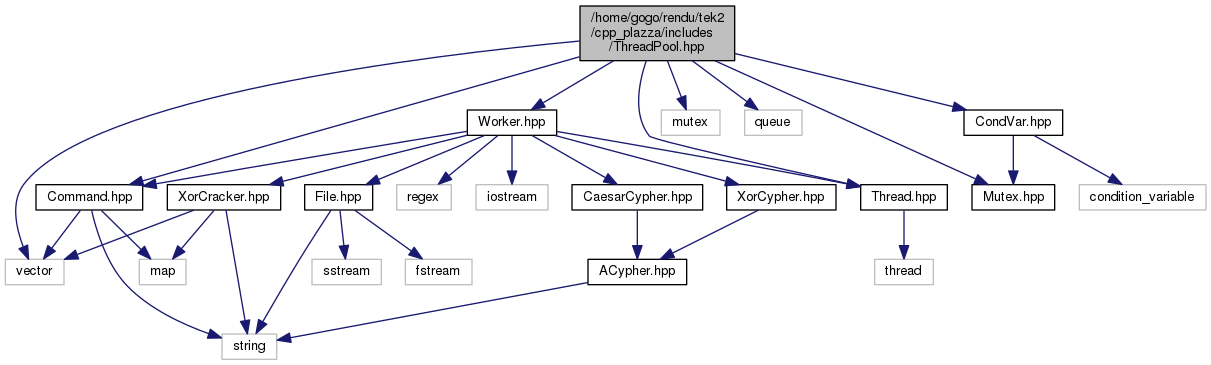 /home/gogo/rendu/tek2
/cpp_plazza/includes
/ThreadPool.hpp
Worker.hpp
mutex
queue
CondVar.hpp
Command.hpp
XorCracker.hpp
File.hpp
regex
iostream
CaesarCypher.hpp
XorCypher.hpp
Thread.hpp
Mutex.hpp
condition_variable
vector
map
sstream
fstream
ACypher.hpp
thread
string